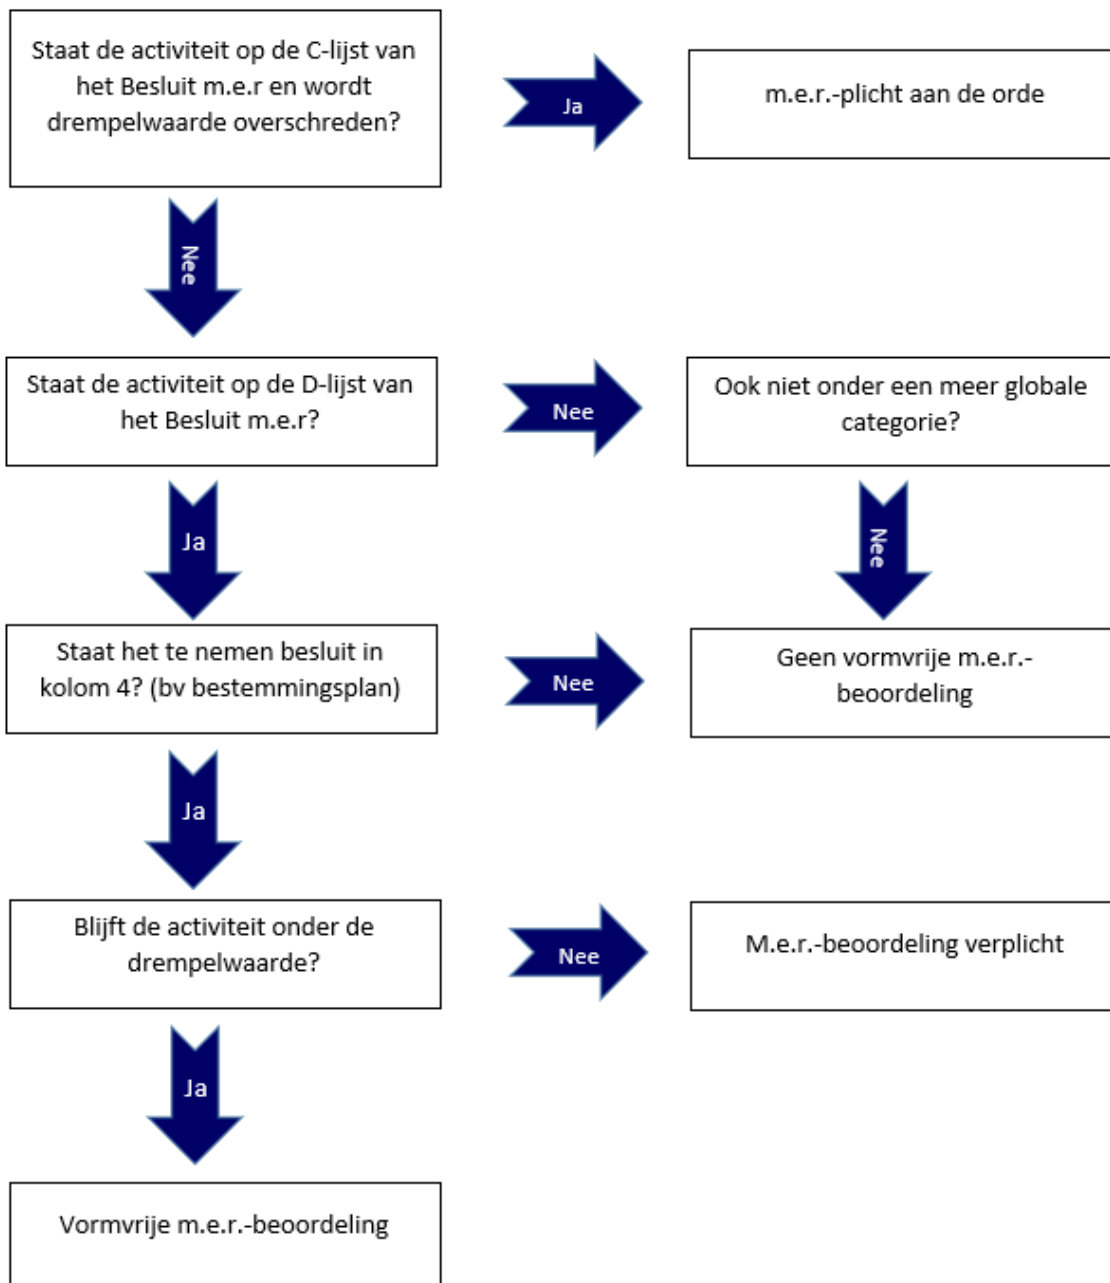 Staat de activiteit op de C-lijst van
het Besluit m.e.r en wordt
drempelwaarde overschreden?
Ja
m.e.r.-plicht aan de orde
Nee
Staat de activiteit op de D-lijst van
het Besluit m.e.r?
Nee
Ook niet onder een meer globale
categorie?
Ja
Nee
Staat het te nemen besluit in
kolom 4? (bv bestemmingsplan)
Nee
Geen vormvrije m.e.r.-
beoordeling
Ja
Blijft de activiteit onder de
drempelwaarde?
Nee
M.e.r.-beoordeling verplicht
Ja
Vormvrije m.e.r.-beoordeling